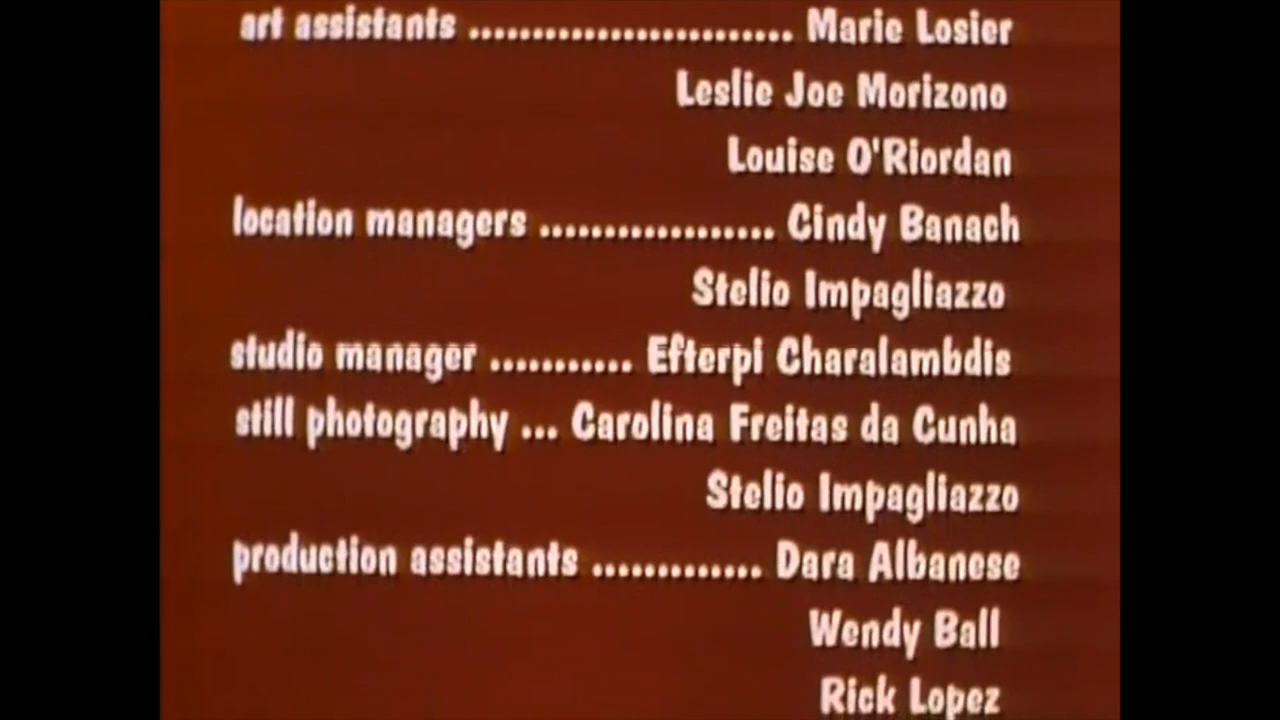 art assistants ......................... Marie Losier
Leslie Joe Morizono
Louise O'Riordan
location managers .................. Cindy Banach
Stelio Impagliazzo
studio manager ........... Efterpi Charalambdis
still photography ... Carolina Freitas da Cunha
Stelio Impagliazzo
production assistants ............. Dara Albanese
Wendy Ball
Rick Lopez